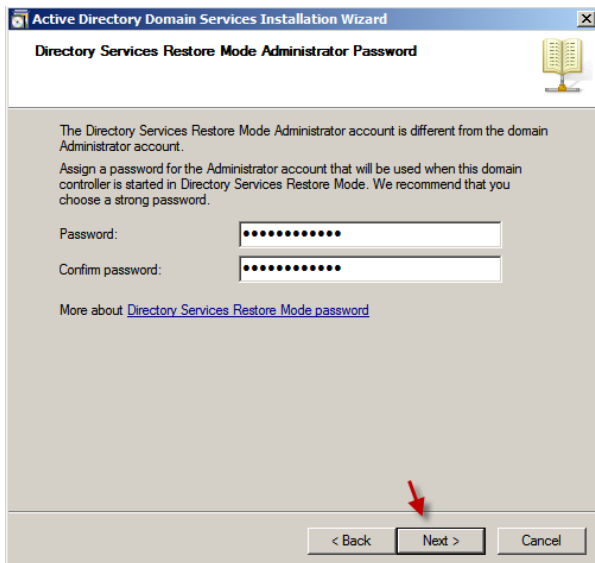 Active Directory Domain Services Installation Wizard
Directory Services Restore Mode Administrator Password
The Directory Services Restore Mode Administrator account is different from the domain
Administrator account.
Assign a password for the Administrator account that will be used when this domain
controller is started in Directory Services Restore Mode. We recommend that you
choose a strong password.
Password: ●●●●●●●●●●●●
Confirm password: ●●●●●●●●●●●●
More about Directory Services Restore Mode password
< Back Next > Cancel